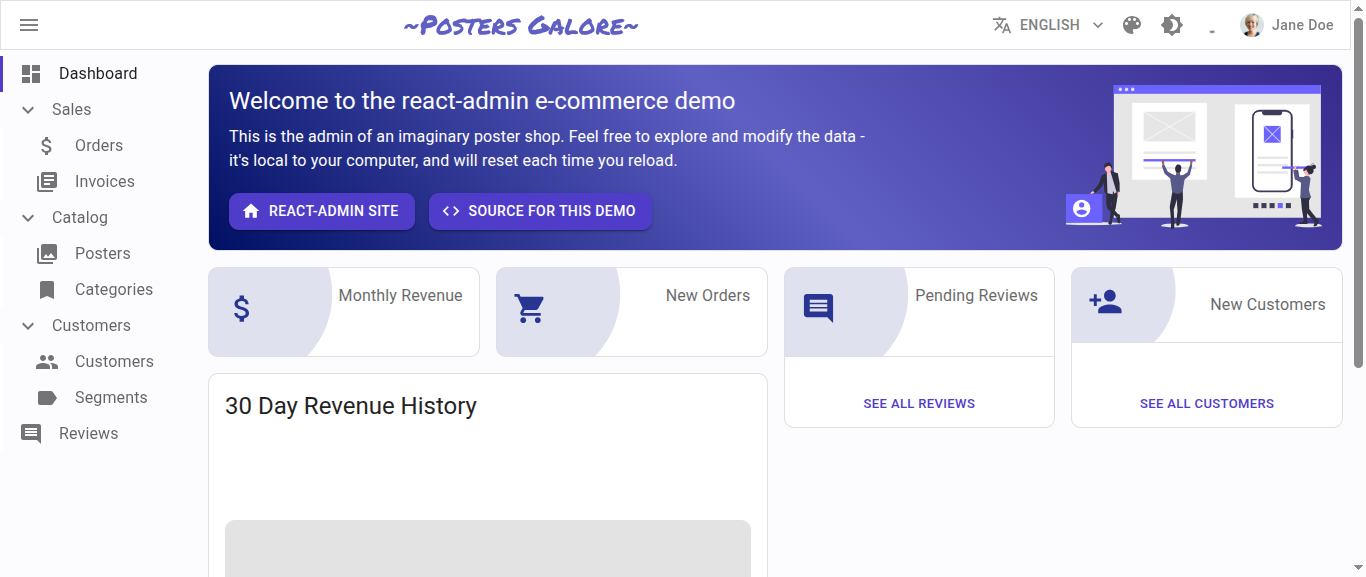 ~Posters Galore~
ENGLISH
Jane Doe
Dashboard
Sales
Orders
Invoices
Catalog
Posters
Categories
Customers
Customers
Segments
Reviews
Welcome to the react-admin e-commerce demo
This is the admin of an imaginary poster shop. Feel free to explore and modify the data -
it's local to your computer, and will reset each time you reload.
REACT-ADMIN SITE
SOURCE FOR THIS DEMO
Monthly Revenue
New Orders
Pending Reviews
New Customers
SEE ALL REVIEWS
SEE ALL CUSTOMERS
30 Day Revenue History